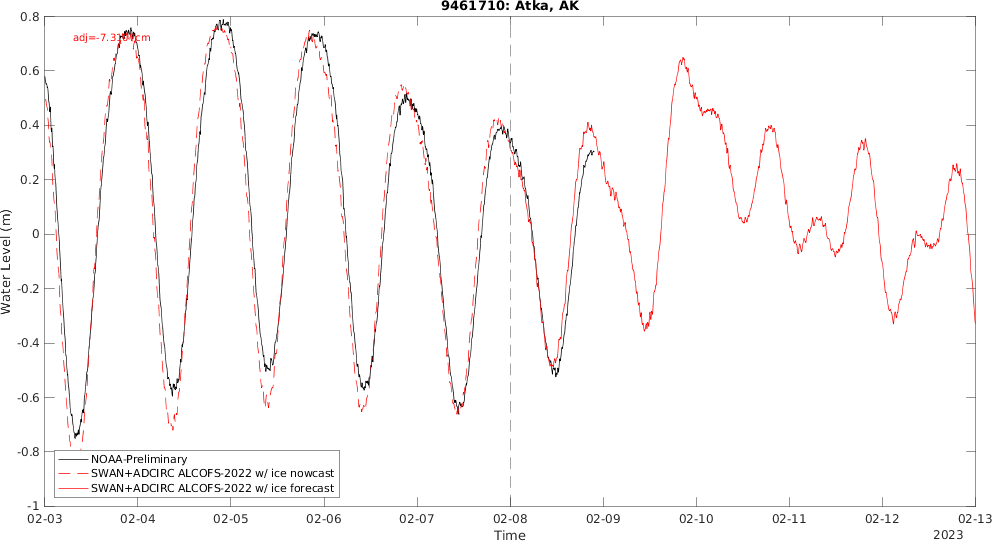 9461710: Atka, AK
0.8
0.6
0.4
0.2
0
-0.2
-0.4
-0.6
-0.8
-1
Water Level (m)
NOAA-Preliminary
SWAN+ADCIRC ALCOFS-2022 w/ ice nowcast
SWAN+ADCIRC ALCOFS-2022 w/ ice forecast
02-03 02-04 02-05 02-06 02-07 02-08 02-09 02-10 02-11 02-12 02-13
Time
2023